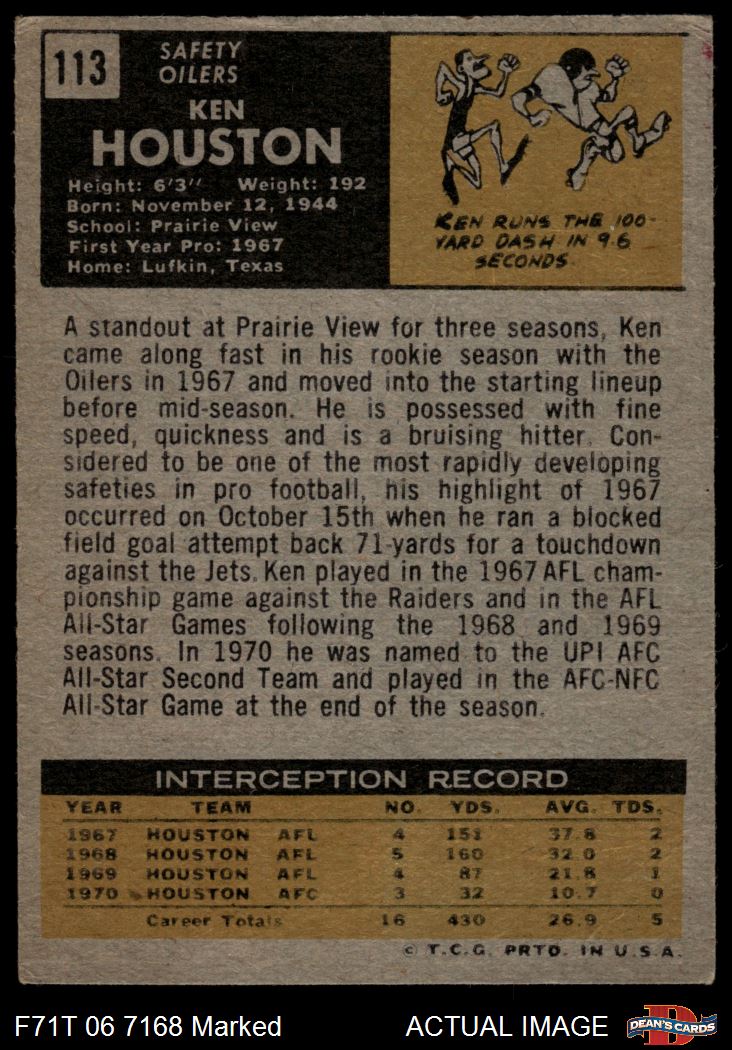 113
SAFETY
OILERS
KEN
HOUSTON
Height: 6'3" Weight: 192
Born: November 12, 1944
School: Prairie View
First Year Pro: 1967
Home: Lufkin, Texas
KEN RUNS THE 100-
YARD DASH IN 9.6
SECONDS.
A standout at Prairie View for three seasons, Ken
came along fast in his rookie season with the
Oilers in 1967 and moved into the starting lineup
before mid-season. He is possessed with fine
speed, quickness and is a bruising hitter. Con-
sidered to be one of the most rapidly developing
safeties in pro football, his highlight of 1967
occurred on October 15th when he ran a blocked
field goal attempt back 71-yards for a touchdown
against the Jets. Ken played in the 1967 AFL cham-
pionship game against the Raiders and in the AFL
All-Star Games following the 1968 and 1969
seasons. In 1970 he was named to the UPI AFC
All-Star Second Team and played in the AFC-NFC
All-Star Game at the end of the season.
INTERCEPTION RECORD
YEAR TEAM NO. YDS. AVG. TDS.
1967 HOUSTON AFL 4 151 37.8 2
1968 HOUSTON AFL 5 160 32.0 2
1969 HOUSTON AFL 4 87 21.8 1
1970 HOUSTON AFC 3 32 10.7 0
Career Totals 16 430 26.9 5
© T.C.G. PRTD. IN U.S.A.
F71T 06 7168 Marked ACTUAL IMAGE
D
DEAN'S CARDS